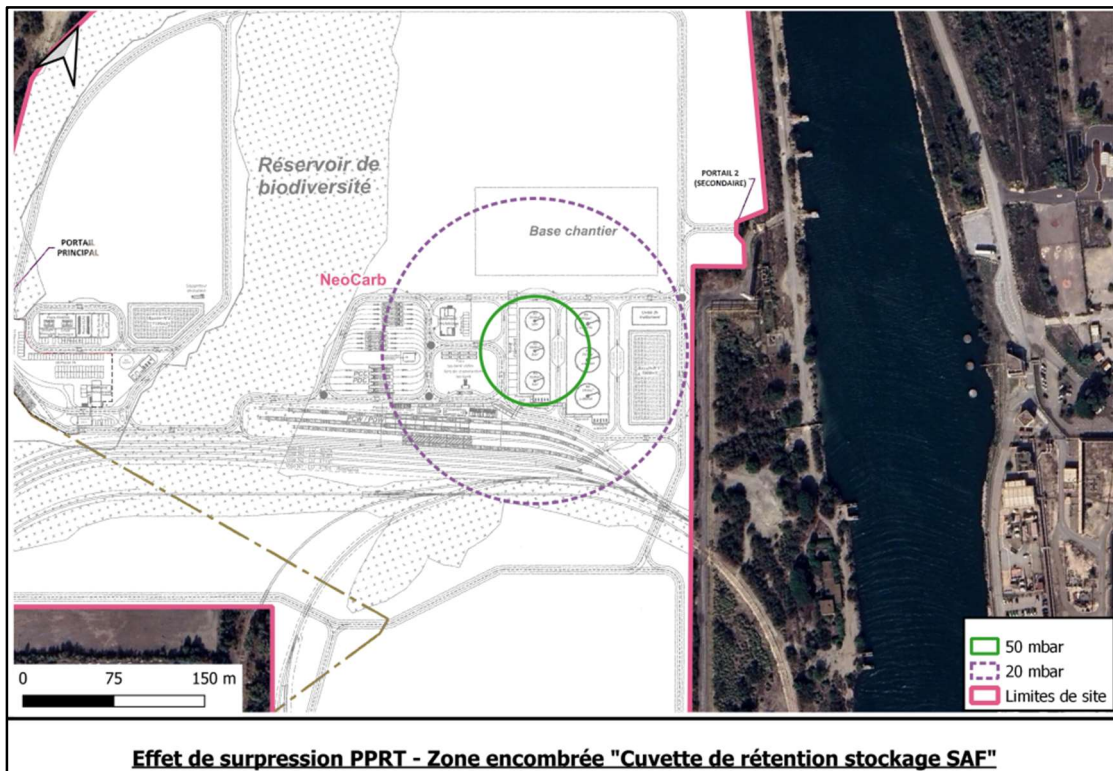 Réservoir de
biodiversité
PORTAIL 2
(SECONDAIRE)
Base chantier
PORTAIL
PRINCIPAL
NeoCarb
0 75 150 m
50 mbar
20 mbar
Limites de site
Effet de surpression PPRT - Zone encombrée "Cuvette de rétention stockage SAF"